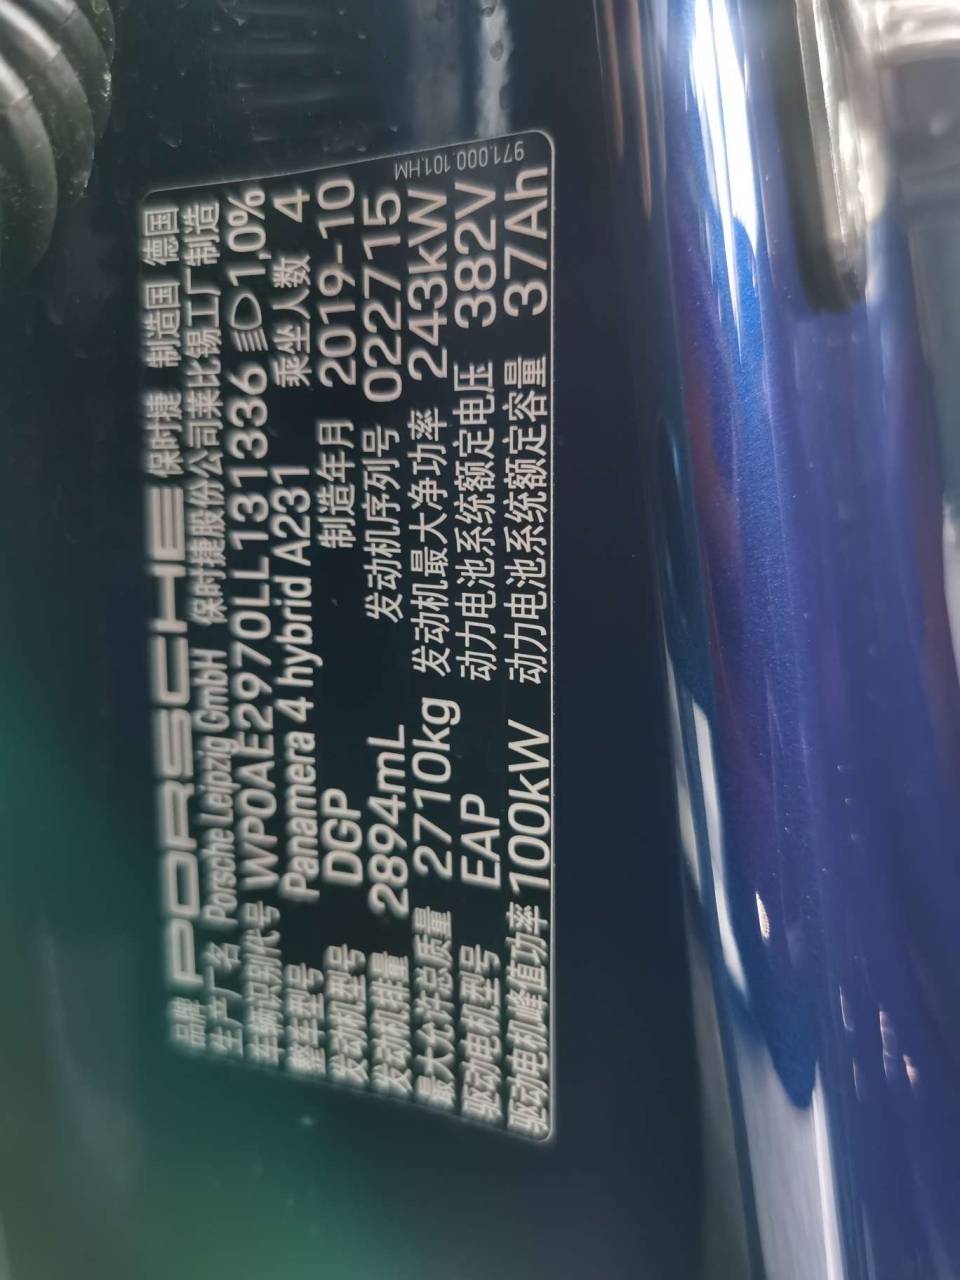 971.000.101.HM
品牌 PORSCHE 保时捷 制造国 德国
生产厂名 Porsche Leipzig GmbH 保时捷股份公司莱比锡工厂制造
车辆识别代号 WP0AE2970LL131336 1,0%
整车型号 Panamera 4 hybrid A231 乘坐人数 4
发动机型号 DGP 制造年月 2019-10
发动机排量 2894mL 发动机序列号 022715
最大允许总质量 2710kg 发动机最大净功率 243kW
驱动电机型号 EAP 动力电池系统额定电压 382V
驱动电机峰值功率 100kW 动力电池系统额定容量 37Ah